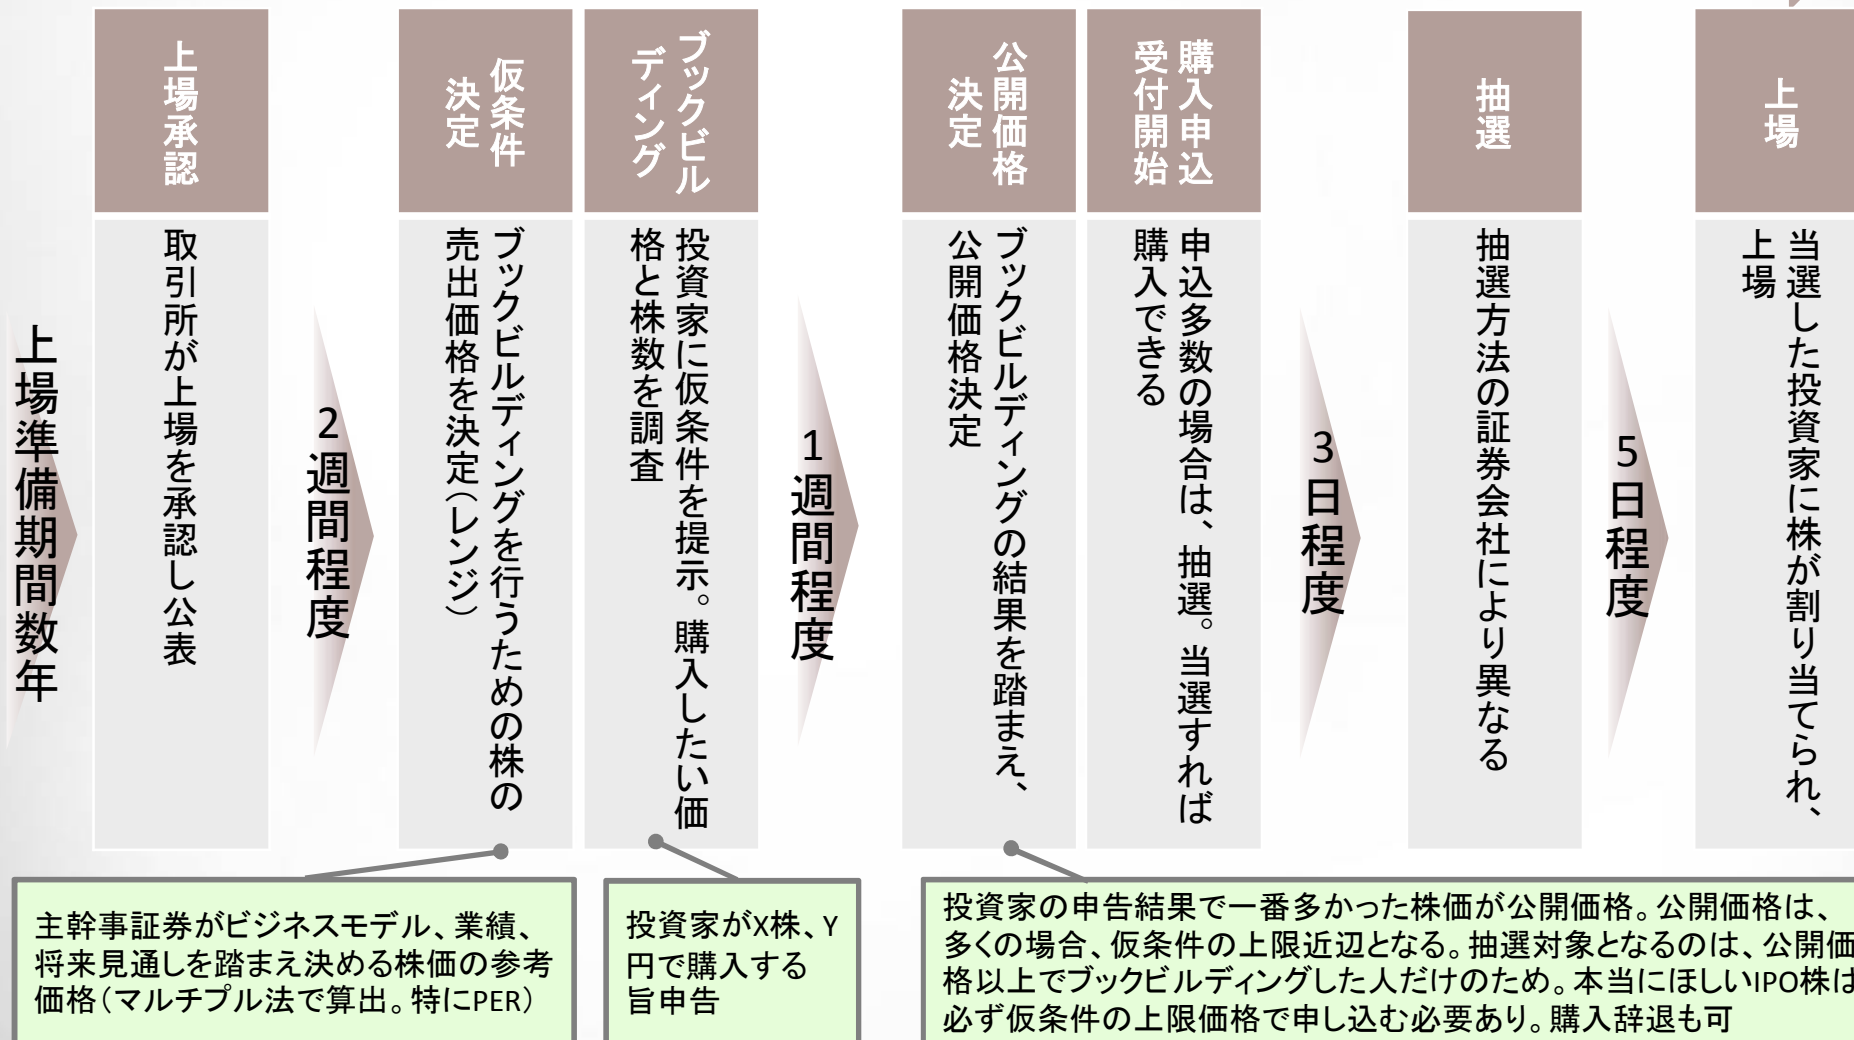 上場準備期間数年
上場承認
取引所が上場を承認し公表
2週間程度
仮条件
決定
ブックビルディングを行うための株の
売出価格を決定(レンジ)
ブックビル
ディング
投資家に仮条件を提示。購入したい価
格と株数を調査
1週間程度
公開価格
決定
ブックビルディングの結果を踏まえ、
公開価格決定
購入申込
受付開始
申込多数の場合は、抽選。当選すれば
購入できる
3日程度
抽選
抽選方法の証券会社により異なる
5日程度
上場
当選した投資家に株が割り当てられ、
上場
主幹事証券がビジネスモデル、業績、
将来見通しを踏まえ決める株価の参考
価格(マルチプル法で算出。特にPER)
投資家がX株、Y
円で購入する
旨申告
投資家の申告結果で一番多かった株価が公開価格。公開価格は、
多くの場合、仮条件の上限近辺となる。抽選対象となるのは、公開価
格以上でブックビルディングした人だけのため。本当にほしいIPO株は
必ず仮条件の上限価格で申し込む必要あり。購入辞退も可